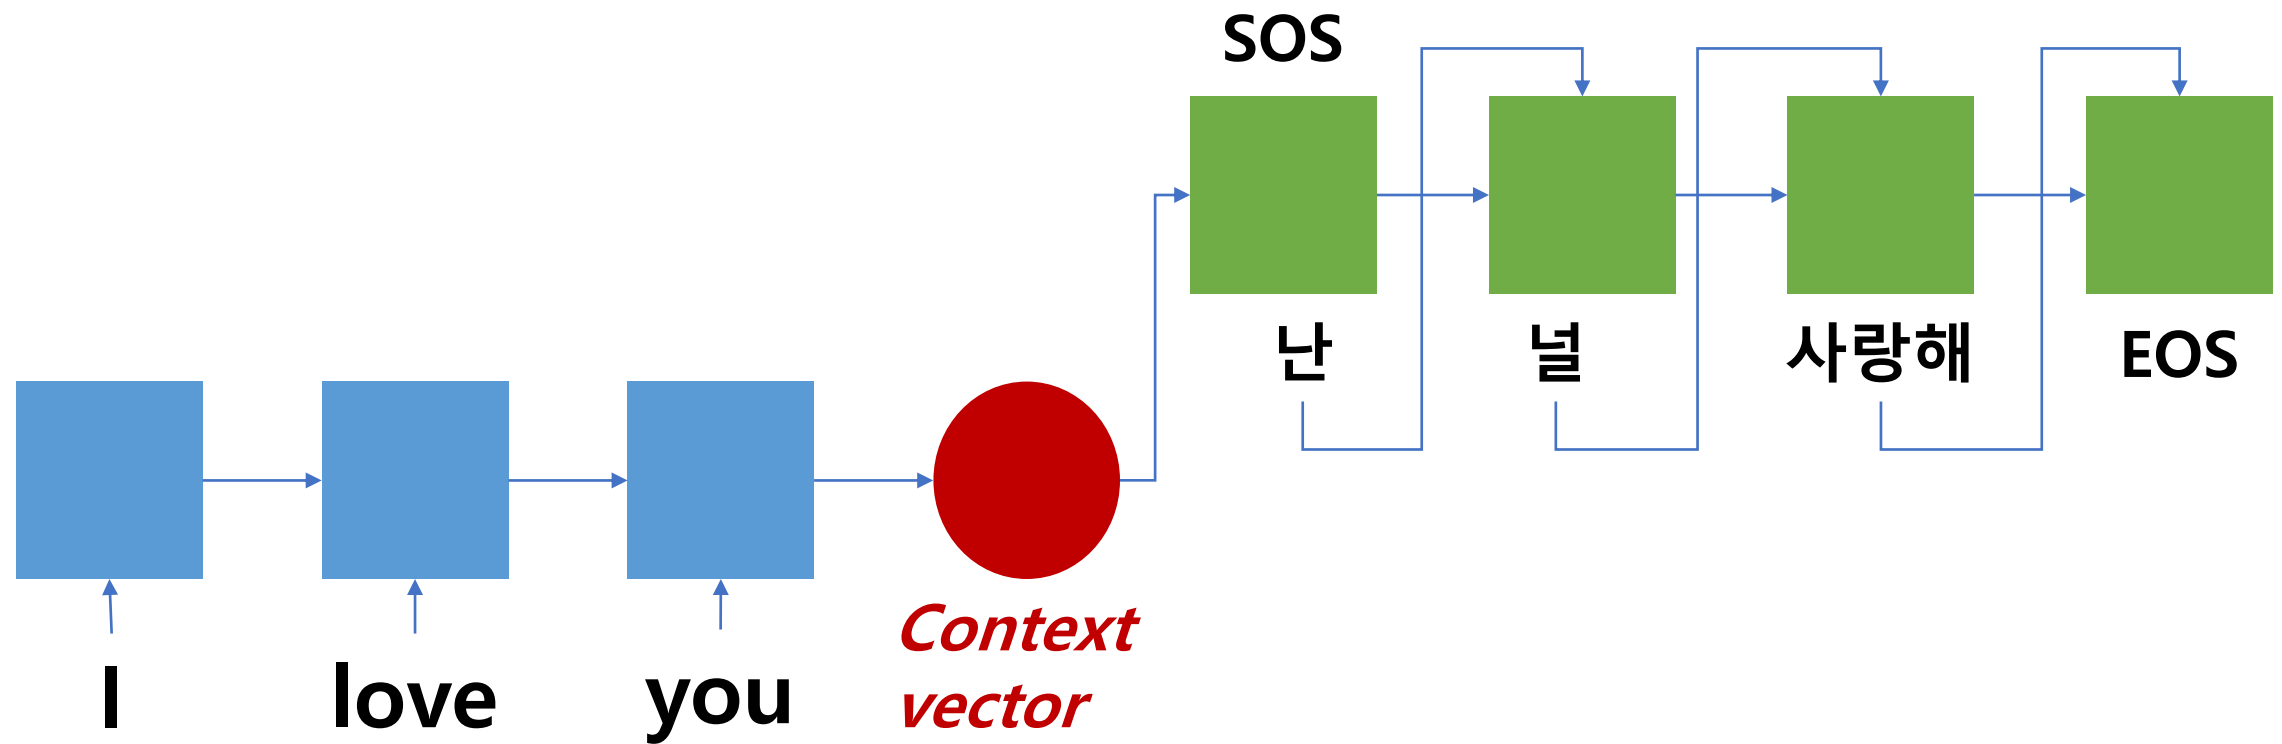 SOS
난 널 사랑해 EOS
I love you
Context
vector